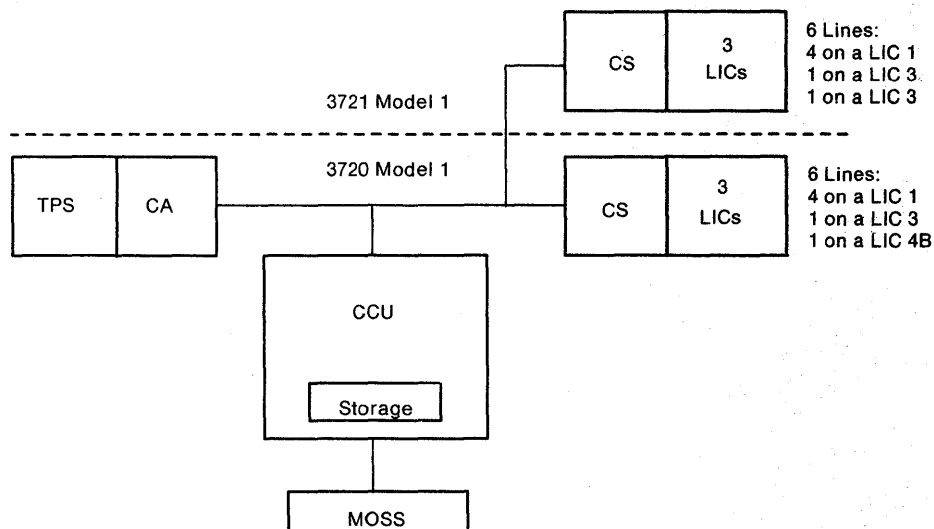 CS
3
LICs
6 Lines:
4 on a LIC 1
1 on a LIC 3
1 on a LIC 3
3721 Model 1
3720 Model 1
TPS
CA
CS
3
LICs
6 Lines:
4 on a LIC 1
1 on a LIC 3
1 on a LIC 4B
CCU
Storage
MOSS